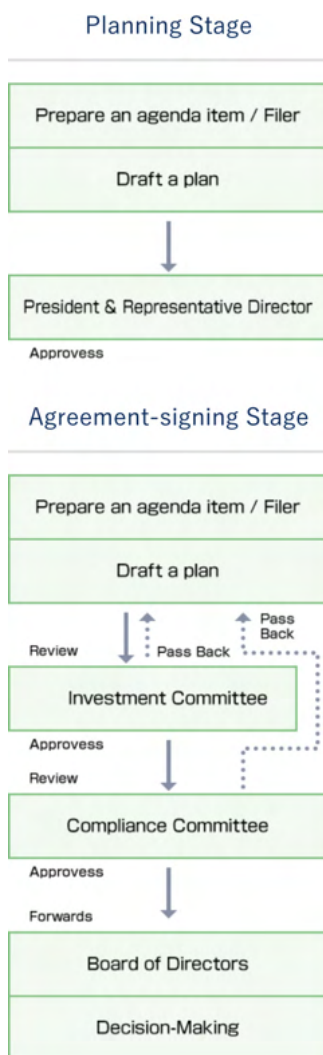 Planning Stage
Prepare an agenda item / Filer
Draft a plan
President & Representative Director
Approvess
Agreement-signing Stage
Prepare an agenda item / Filer
Draft a plan
Pass
Back
Review
Pass Back
Investment Committee
Approvess
Review
Compliance Committee
Approvess
Forwards
Board of Directors
Decision-Making